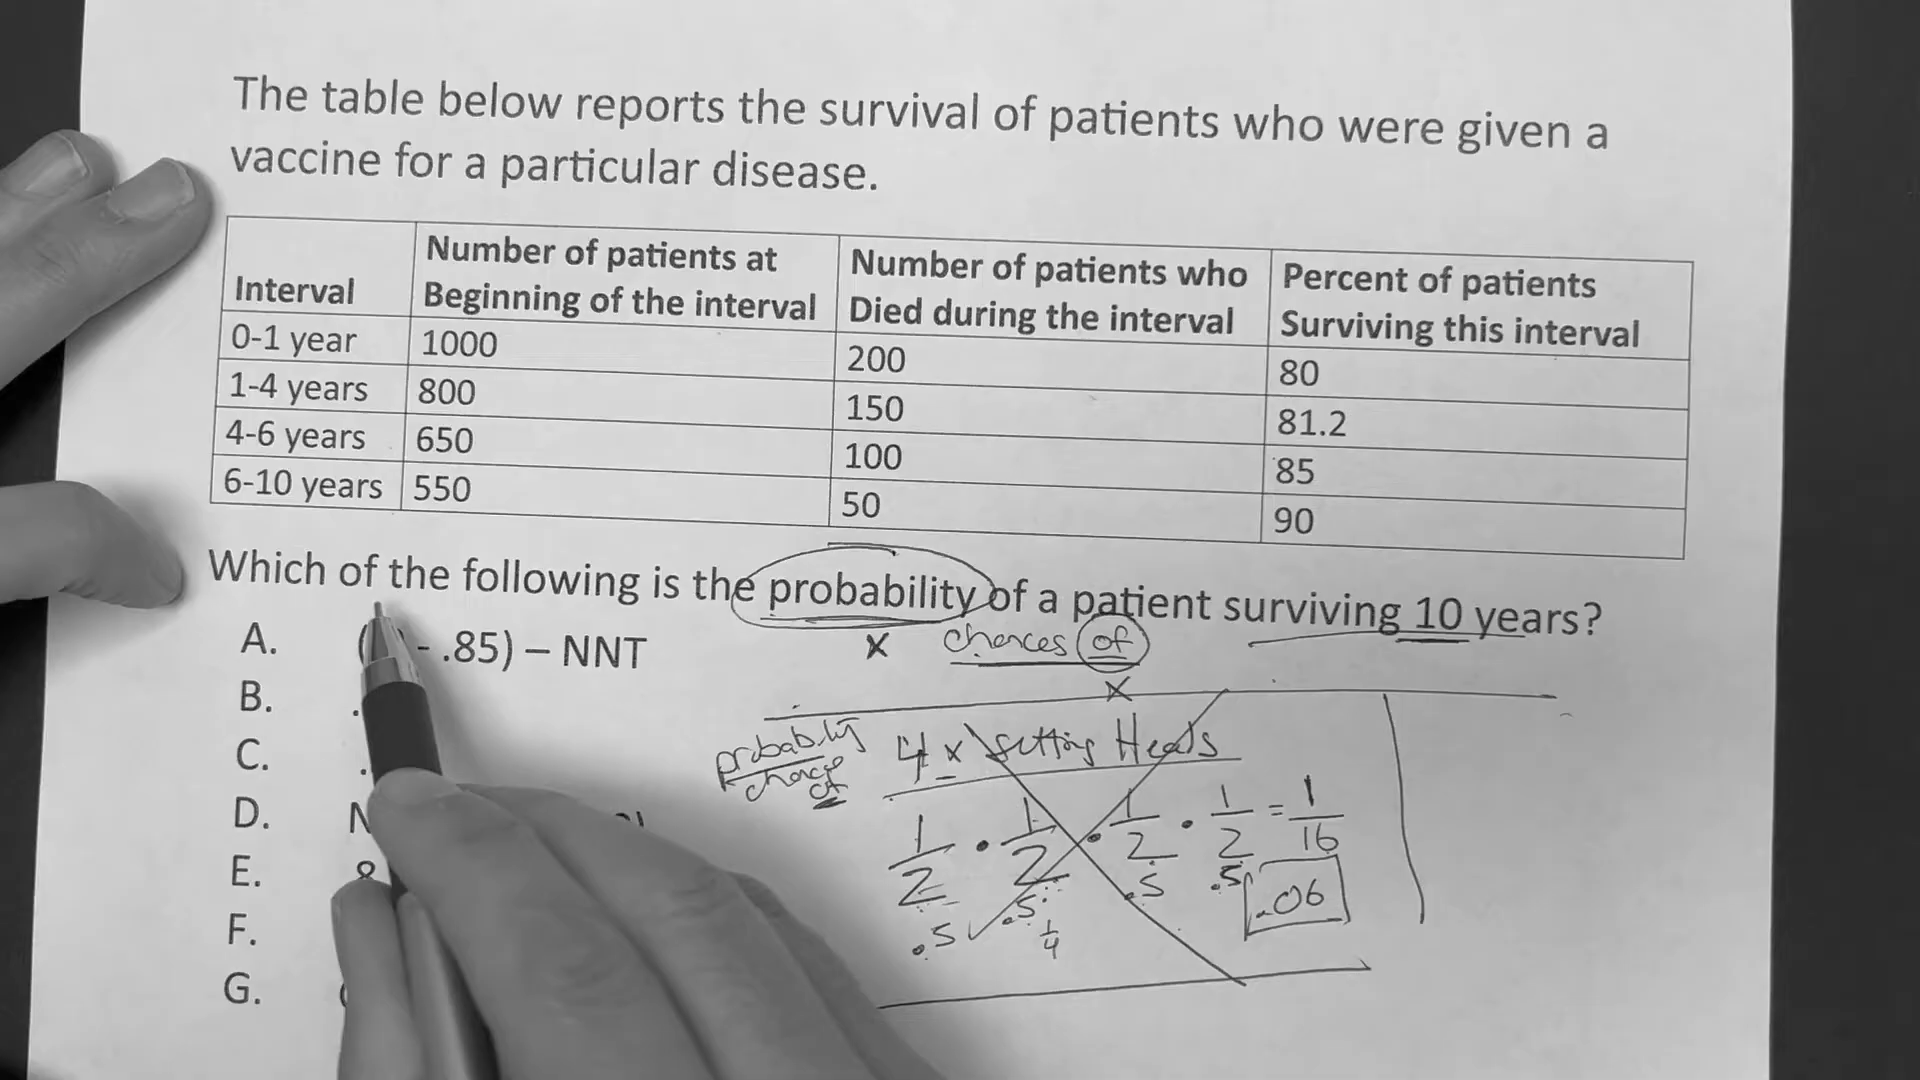 The table below reports the survival of patients who were given a
vaccine for a particular disease.
Interval Number of patients at Beginning of the interval Number of patients who Died during the interval Percent of patients Surviving this interval
0-1 year 1000 200 80
1-4 years 800 150 81.2
4-6 years 650 100 85
6-10 years 550 50 90
Which of the following is the probability of a patient surviving 10 years?
x chances of
x
A. - .85) – NNT
B.
C.
D. N
E. 8
F.
G. (
probability
chance
of
4 x getting Heads
1/2 · 1/2 · 1/2 · 1/2 = 1/16
.5 .5 .5 .5 .06
1/4